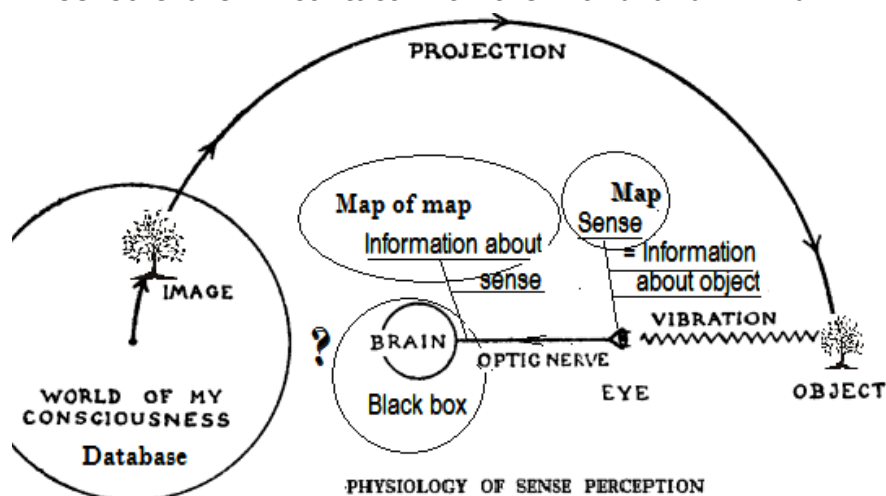 PROJECTION
Map of map
Information about
sense
Map
Sense
= Information
about object
IMAGE
VIBRATION
?
BRAIN
OPTIC NERVE
EYE
OBJECT
Black box
WORLD OF MY
CONSCIOUSNESS
Database
PHYSIOLOGY OF SENSE PERCEPTION